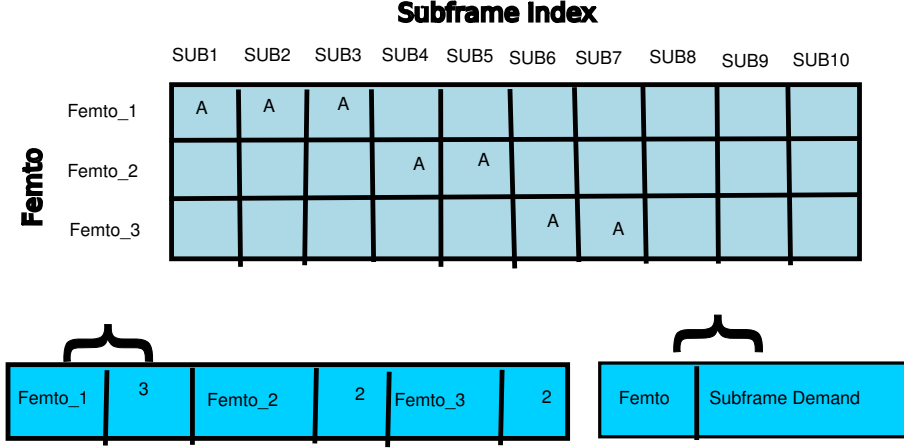 Subframe Index
SUB1 SUB2 SUB3 SUB4 SUB5 SUB6 SUB7 SUB8 SUB9 SUB10
Femto
Femto_1 A A A
Femto_2 A A
Femto_3 A A
Femto_1 3 Femto_2 2 Femto_3 2
Femto Subframe Demand